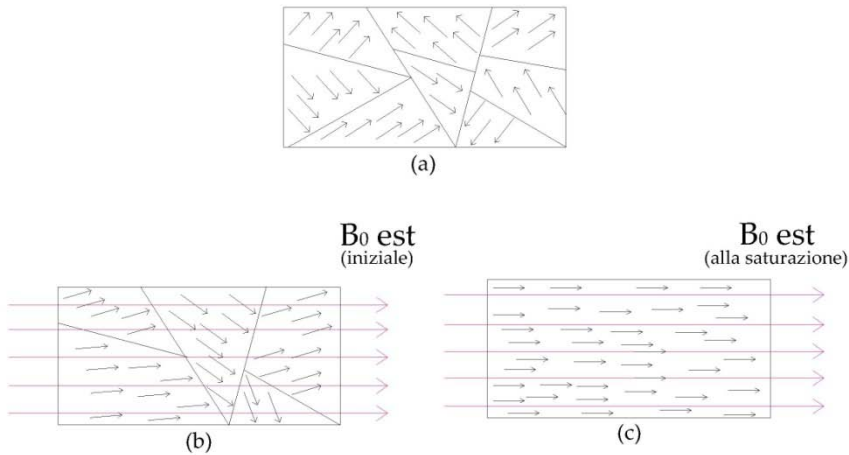 (a)
B0 est
(iniziale)
(b)
B0 est
(alla saturazione)
(c)